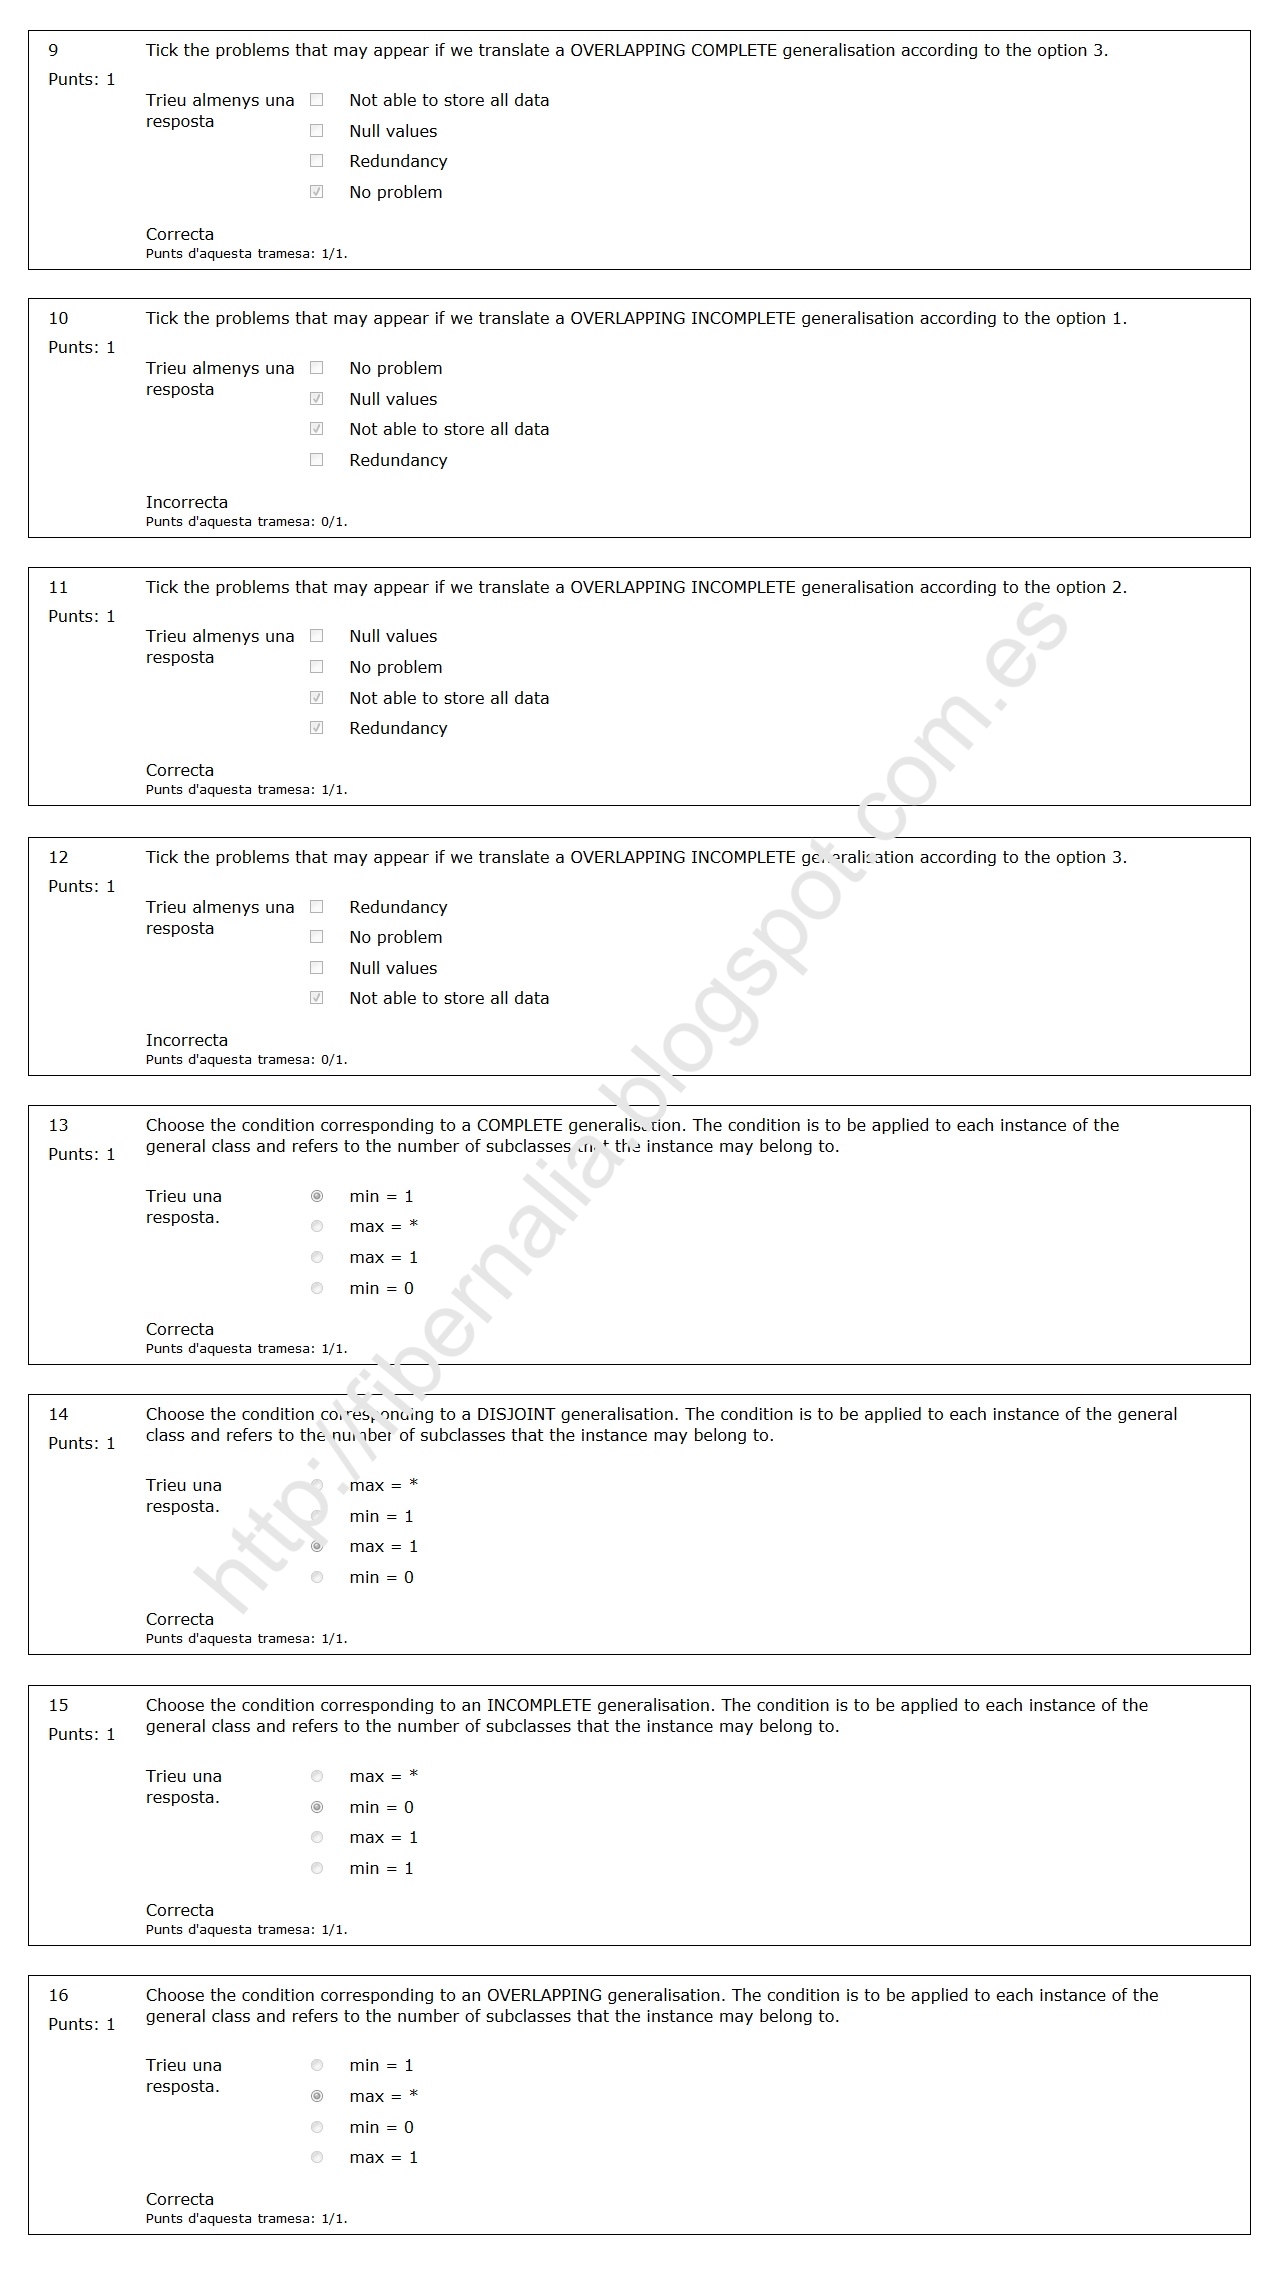 9
Tick the problems that may appear if we translate a OVERLAPPING COMPLETE generalisation according to the option 3.
Punts: 1
Trieu almenys una
resposta
Not able to store all data
Null values
Redundancy
No problem
Correcta
Punts d'aquesta tramesa: 1/1.
10
Tick the problems that may appear if we translate a OVERLAPPING INCOMPLETE generalisation according to the option 1.
Punts: 1
Trieu almenys una
resposta
No problem
Null values
Not able to store all data
Redundancy
Incorrecta
Punts d'aquesta tramesa: 0/1.
11
Tick the problems that may appear if we translate a OVERLAPPING INCOMPLETE generalisation according to the option 2.
Punts: 1
Trieu almenys una
resposta
Null values
No problem
Not able to store all data
Redundancy
Correcta
Punts d'aquesta tramesa: 1/1.
12
Tick the problems that may appear if we translate a OVERLAPPING INCOMPLETE generalisation according to the option 3.
Punts: 1
Trieu almenys una
resposta
Redundancy
No problem
Null values
Not able to store all data
Incorrecta
Punts d'aquesta tramesa: 0/1.
13
Choose the condition corresponding to a COMPLETE generalisation. The condition is to be applied to each instance of the
general class and refers to the number of subclasses that the instance may belong to.
Punts: 1
Trieu una
resposta.
min = 1
max = *
max = 1
min = 0
Correcta
Punts d'aquesta tramesa: 1/1.
14
Choose the condition corresponding to a DISJOINT generalisation. The condition is to be applied to each instance of the general
class and refers to the number of subclasses that the instance may belong to.
Punts: 1
Trieu una
resposta.
max = *
min = 1
max = 1
min = 0
Correcta
Punts d'aquesta tramesa: 1/1.
15
Choose the condition corresponding to an INCOMPLETE generalisation. The condition is to be applied to each instance of the
general class and refers to the number of subclasses that the instance may belong to.
Punts: 1
Trieu una
resposta.
max = *
min = 0
max = 1
min = 1
Correcta
Punts d'aquesta tramesa: 1/1.
16
Choose the condition corresponding to an OVERLAPPING generalisation. The condition is to be applied to each instance of the
general class and refers to the number of subclasses that the instance may belong to.
Punts: 1
Trieu una
resposta.
min = 1
max = *
min = 0
max = 1
Correcta
Punts d'aquesta tramesa: 1/1.
http://fibernalia.blogspot.com.es